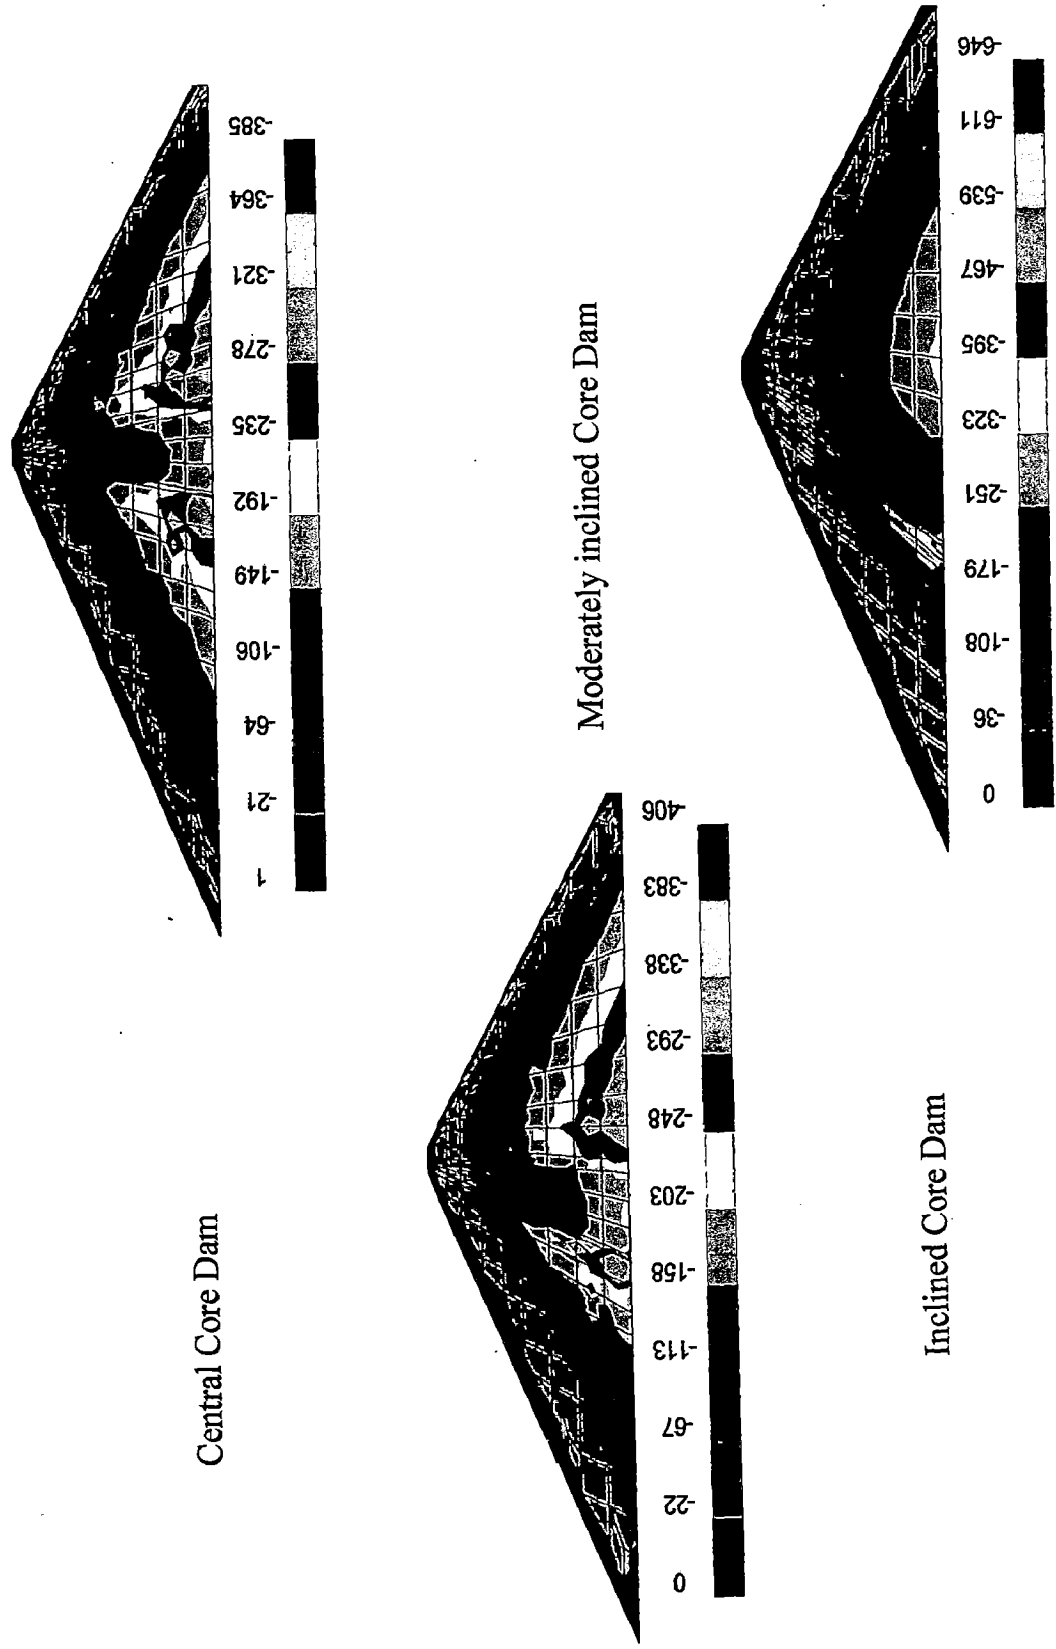 Central Core Dam
1 -21 -64 -106 -149 -192 -235 -278 -321 -364 -385
Moderately inclined Core Dam
0 -22 -67 -113 -158 -203 -248 -293 -338 -383 -406
Inclined Core Dam
0 -36 -108 -179 -251 -323 -395 -467 -539 -611 -646